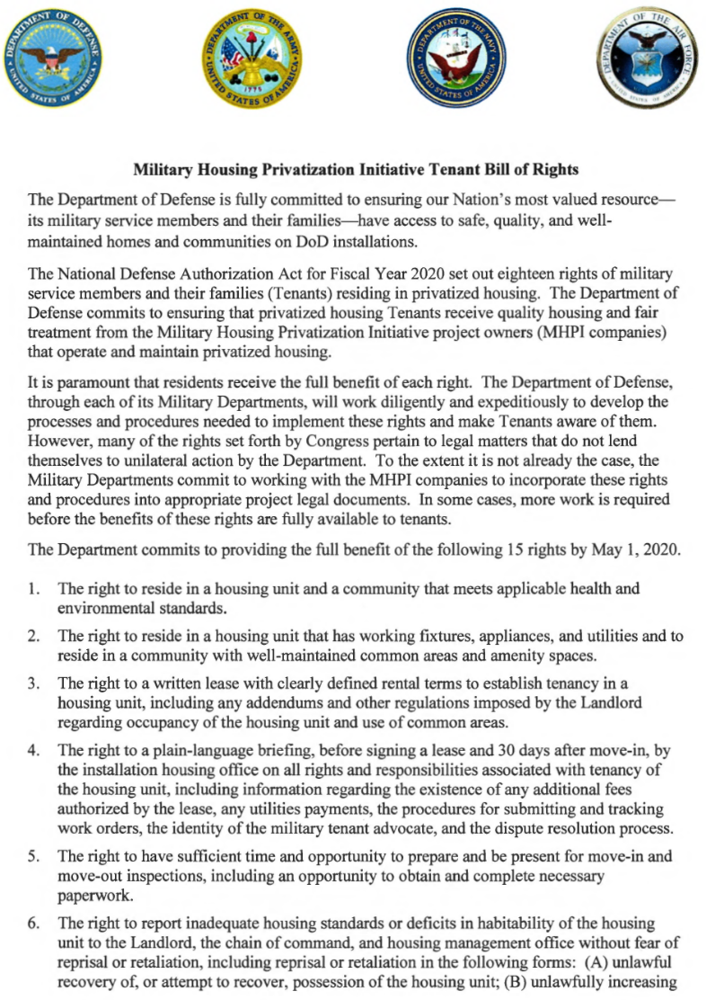 DEPARTMENT OF DEFENSE
UNITED STATES OF AMERICA
DEPARTMENT OF THE ARMY
1775
UNITED STATES OF AMERICA
DEPARTMENT OF THE NAVY
UNITED STATES OF AMERICA
DEPARTMENT OF THE AIR FORCE
UNITED STATES OF AMERICA
Military Housing Privatization Initiative Tenant Bill of Rights
The Department of Defense is fully committed to ensuring our Nation's most valued resource—
its military service members and their families—have access to safe, quality, and well-
maintained homes and communities on DoD installations.
The National Defense Authorization Act for Fiscal Year 2020 set out eighteen rights of military
service members and their families (Tenants) residing in privatized housing. The Department of
Defense commits to ensuring that privatized housing Tenants receive quality housing and fair
treatment from the Military Housing Privatization Initiative project owners (MHPI companies)
that operate and maintain privatized housing.
It is paramount that residents receive the full benefit of each right. The Department of Defense,
through each of its Military Departments, will work diligently and expeditiously to develop the
processes and procedures needed to implement these rights and make Tenants aware of them.
However, many of the rights set forth by Congress pertain to legal matters that do not lend
themselves to unilateral action by the Department. To the extent it is not already the case, the
Military Departments commit to working with the MHPI companies to incorporate these rights
and procedures into appropriate project legal documents. In some cases, more work is required
before the benefits of these rights are fully available to tenants.
The Department commits to providing the full benefit of the following 15 rights by May 1, 2020.
1. The right to reside in a housing unit and a community that meets applicable health and
environmental standards.
2. The right to reside in a housing unit that has working fixtures, appliances, and utilities and to
reside in a community with well-maintained common areas and amenity spaces.
3. The right to a written lease with clearly defined rental terms to establish tenancy in a
housing unit, including any addendums and other regulations imposed by the Landlord
regarding occupancy of the housing unit and use of common areas.
4. The right to a plain-language briefing, before signing a lease and 30 days after move-in, by
the installation housing office on all rights and responsibilities associated with tenancy of
the housing unit, including information regarding the existence of any additional fees
authorized by the lease, any utilities payments, the procedures for submitting and tracking
work orders, the identity of the military tenant advocate, and the dispute resolution process.
5. The right to have sufficient time and opportunity to prepare and be present for move-in and
move-out inspections, including an opportunity to obtain and complete necessary
paperwork.
6. The right to report inadequate housing standards or deficits in habitability of the housing
unit to the Landlord, the chain of command, and housing management office without fear of
reprisal or retaliation, including reprisal or retaliation in the following forms: (A) unlawful
recovery of, or attempt to recover, possession of the housing unit; (B) unlawfully increasing